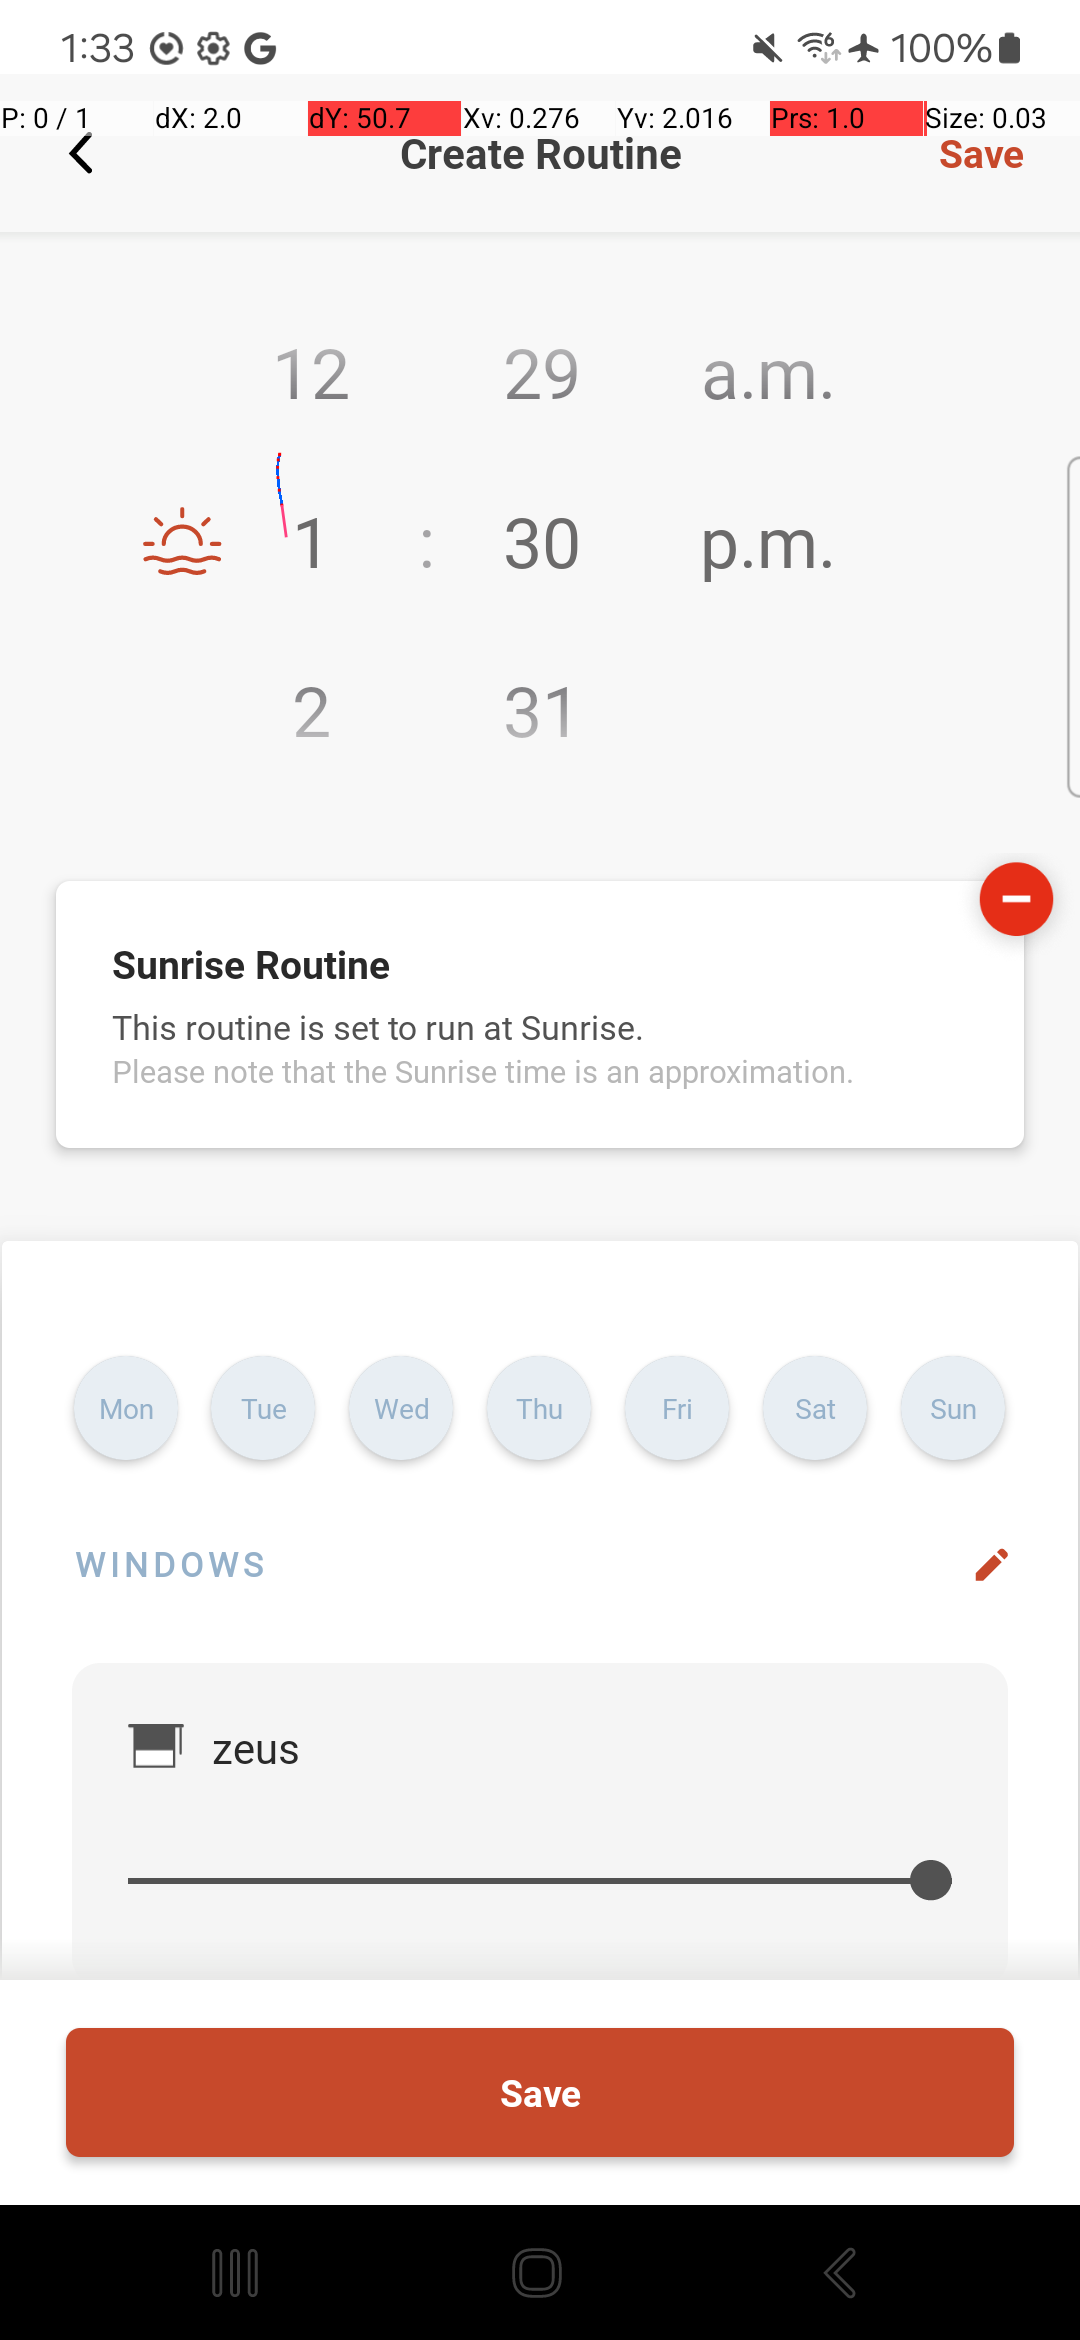 1:33 100%
P: 0 / 1 dX: 2.0 dY: 50.7 Xv: 0.276 Yv: 2.016 Prs: 1.0 Size: 0.03
Create Routine Save
12 29 a.m.
1 : 30 p.m.
2 31
Sunrise Routine
This routine is set to run at Sunrise.
Please note that the Sunrise time is an approximation.
Mon Tue Wed Thu Fri Sat Sun
WINDOWS
zeus
Save